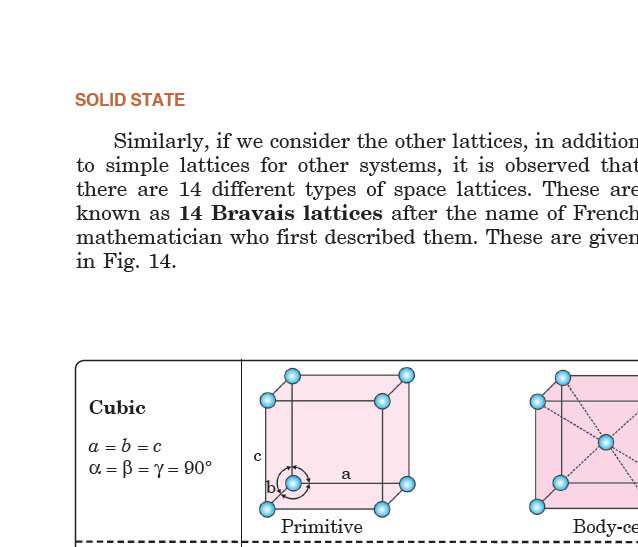 SOLID STATE
Similarly, if we consider the other lattices, in addition
to simple lattices for other systems, it is observed that
there are 14 different types of space lattices. These are
known as 14 Bravais lattices after the name of French
mathematician who first described them. These are given
in Fig. 14.
Cubic
a = b = c
α = β = γ = 90°
c
b
a
Primitive
Body-ce